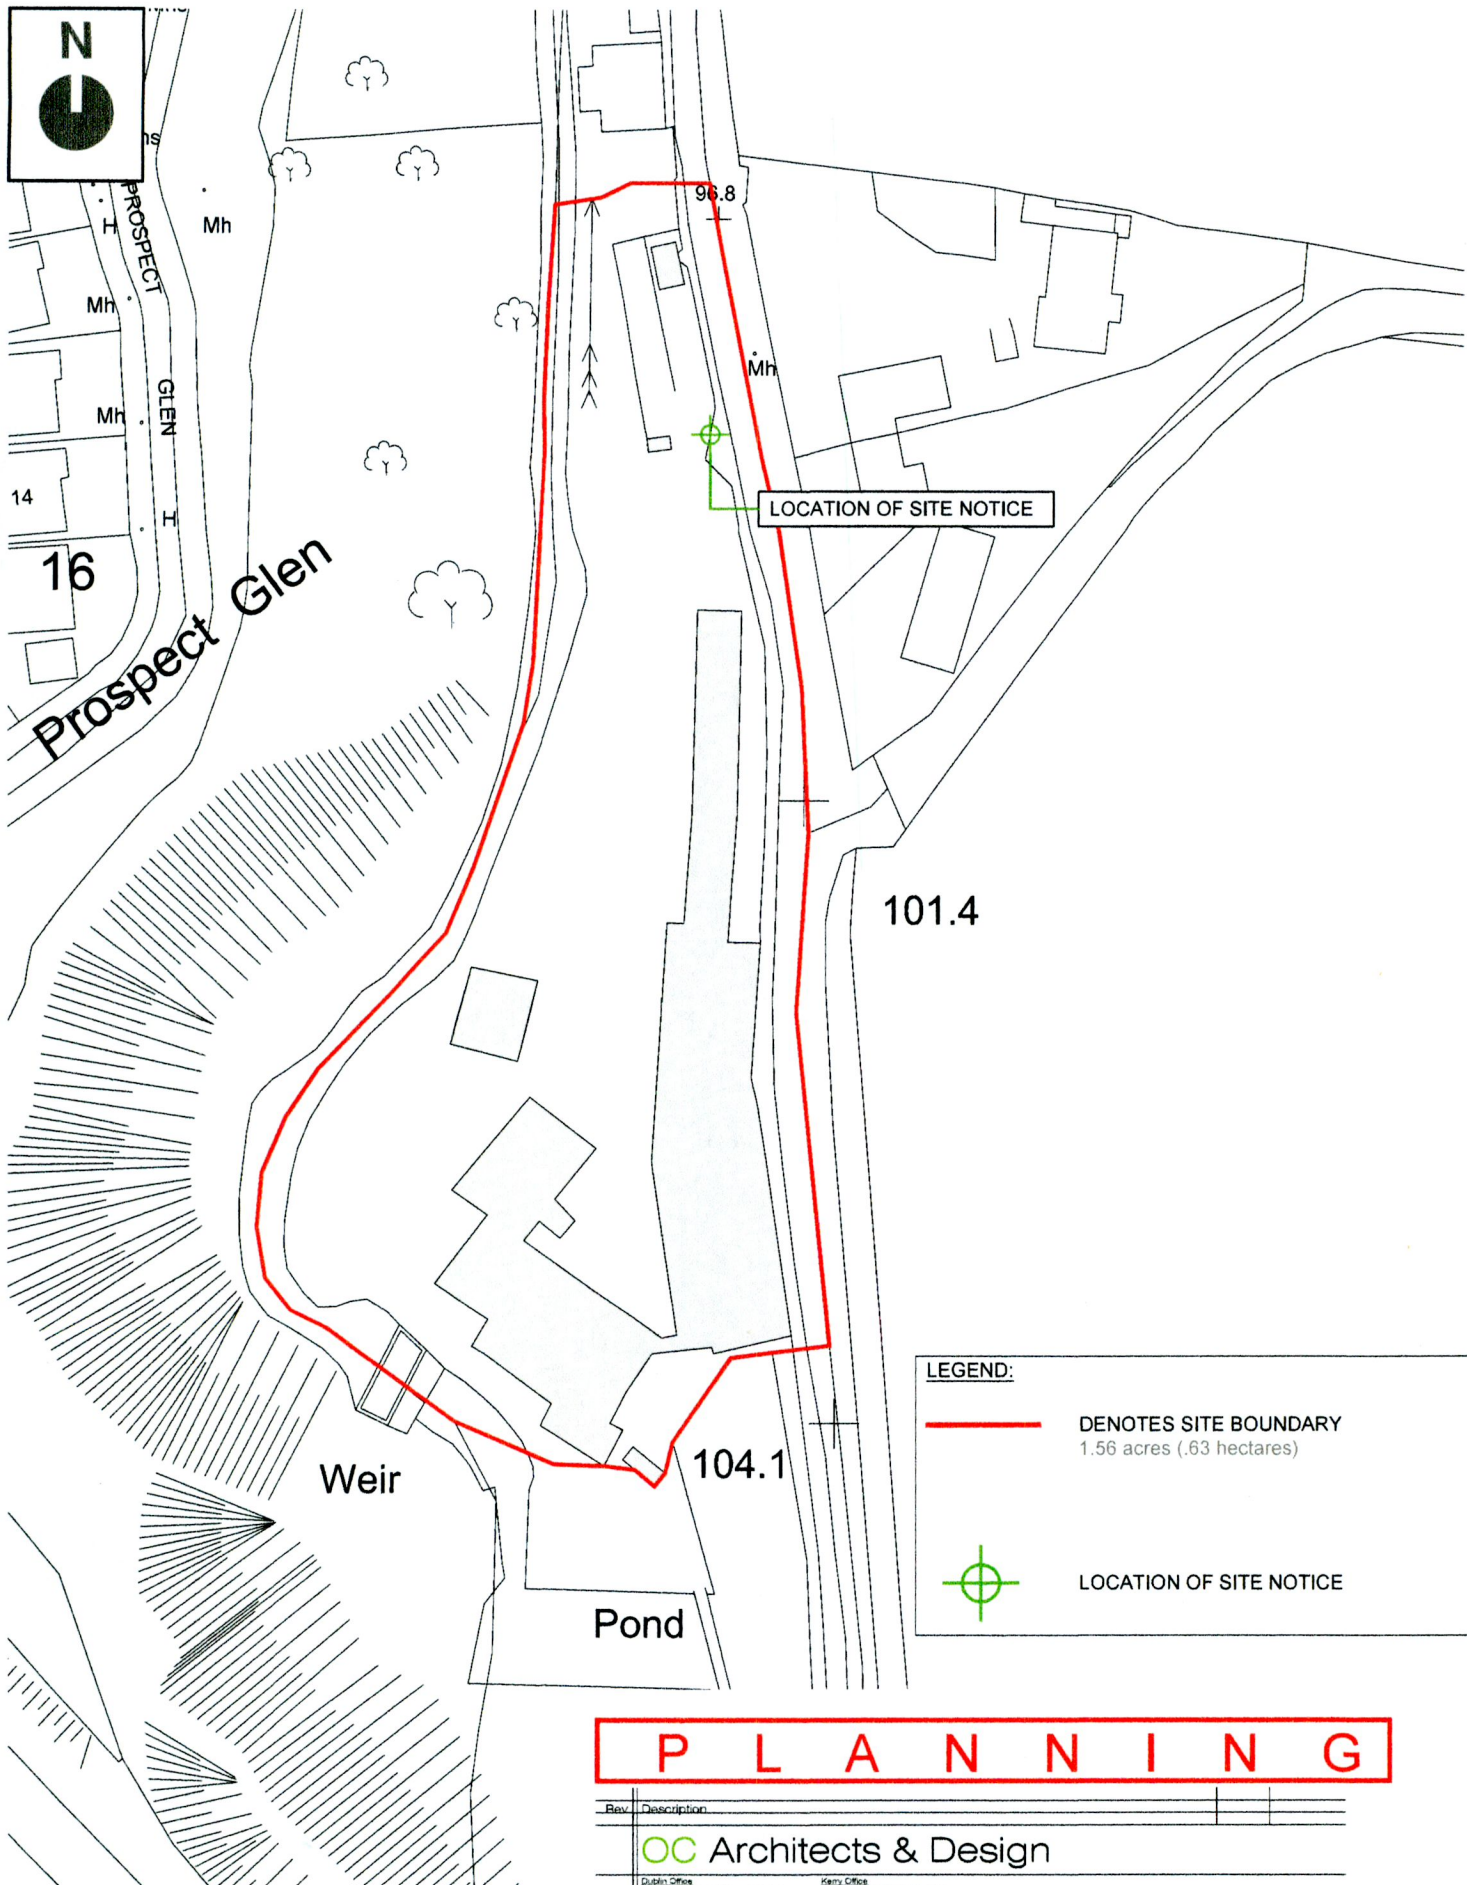 N
Mh
PROSPECT
H
96.8
Mh
Mh
GLEN
Mh
14
H
LOCATION OF SITE NOTICE
16
Prospect Glen
101.4
LEGEND:
DENOTES SITE BOUNDARY
1.56 acres (.63 hectares)
104.1
Weir
LOCATION OF SITE NOTICE
Pond
PLANNING
Rev Description
OC Architects & Design
Dublin Office Kerry Office